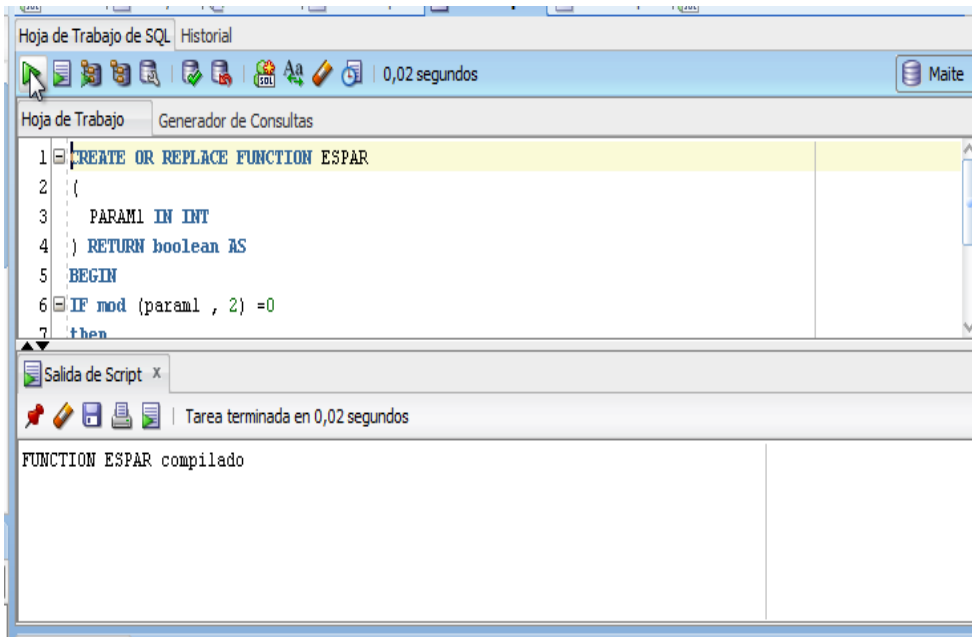 Hoja de Trabajo de SQL Historial
0,02 segundos
Maite
Hoja de Trabajo Generador de Consultas
1 CREATE OR REPLACE FUNCTION ESPAR
2 (
3 PARAM1 IN INT
4 ) RETURN boolean AS
5 BEGIN
6 IF mod (param1 , 2) =0
7 then
Salida de Script x
Tarea terminada en 0,02 segundos
FUNCTION ESPAR compilado